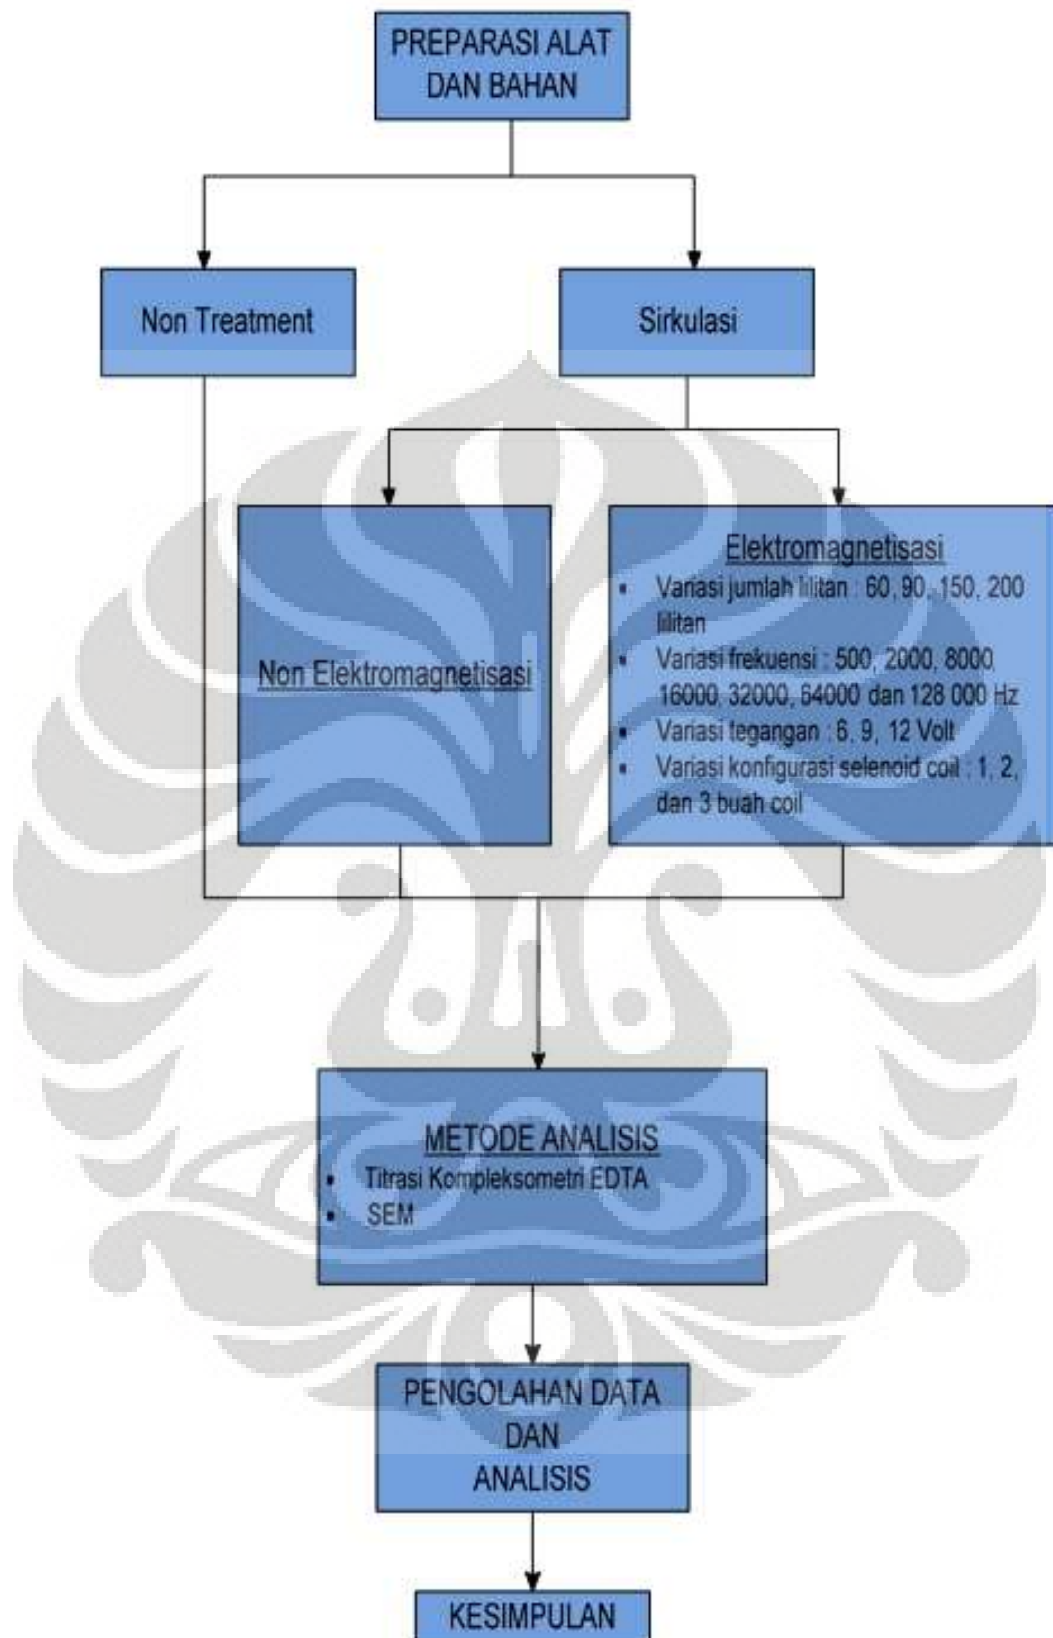 PREPARASI ALAT
DAN BAHAN
Non Treatment
Sirkulasi
Non Elektromagnetisasi
Elektromagnetisasi
▪ Variasi jumlah lilitan : 60, 90, 150, 200
lilitan
▪ Variasi frekuensi : 500, 2000, 8000,
16000, 32000, 64000 dan 128 000 Hz
▪ Variasi tegangan : 6, 9, 12 Volt
▪ Variasi konfigurasi selenoid coil : 1, 2,
dan 3 buah coil
METODE ANALISIS
▪ Titrasi Kompleksometri EDTA
▪ SEM
PENGOLAHAN DATA
DAN
ANALISIS
KESIMPULAN